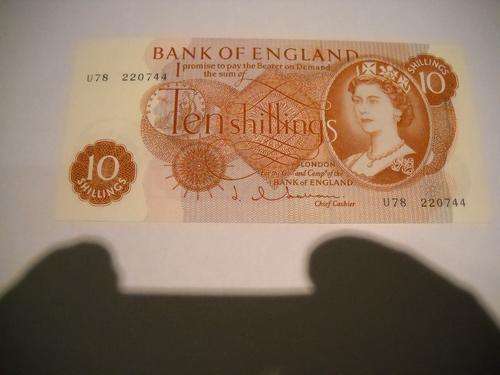 BANK OF ENGLAND
I promise to pay the Bearer on Demand
the sum of
U78 220744
Ten shillings
10
SHILLINGS
LONDON
For the Govr and Compa of the
BANK OF ENGLAND
Chief Cashier
U78 220744
10
SHILLINGS